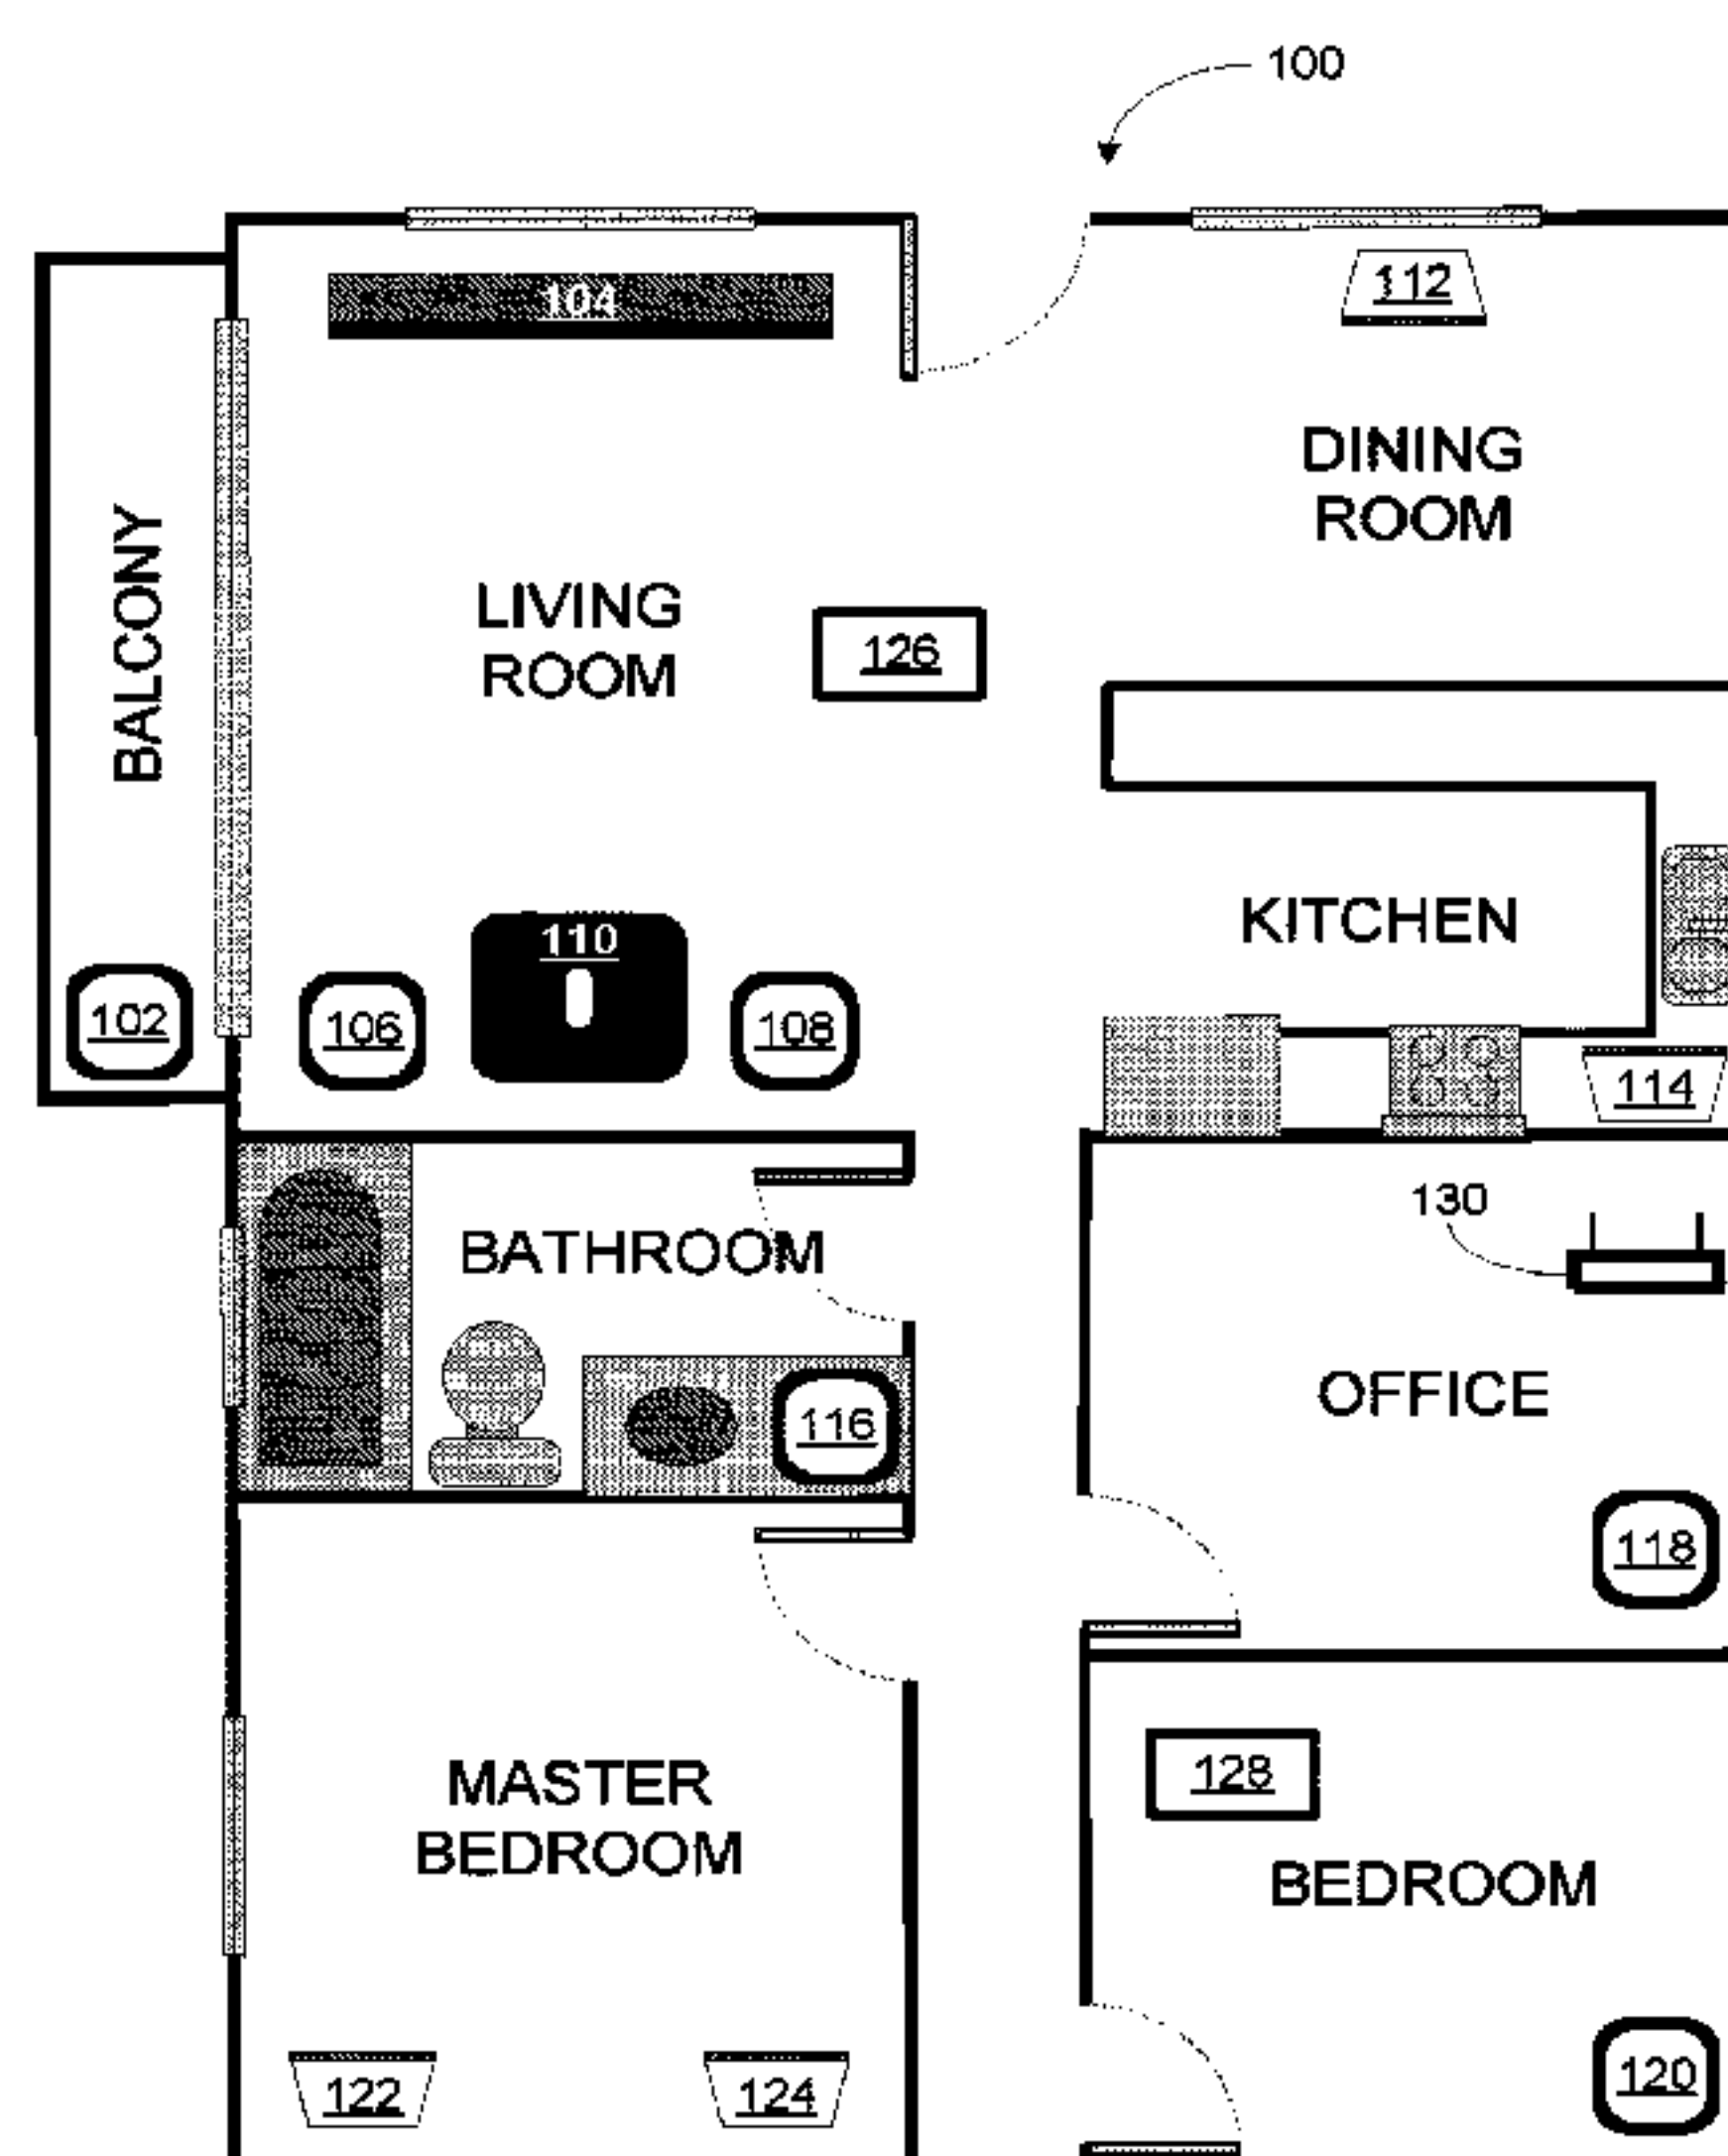 100
104
112
DINING
ROOM
BALCONY
LIVING
ROOM
126
KITCHEN
110
102
106
108
114
130
BATHROOM
OFFICE
116
118
MASTER
BEDROOM
128
BEDROOM
122
124
120